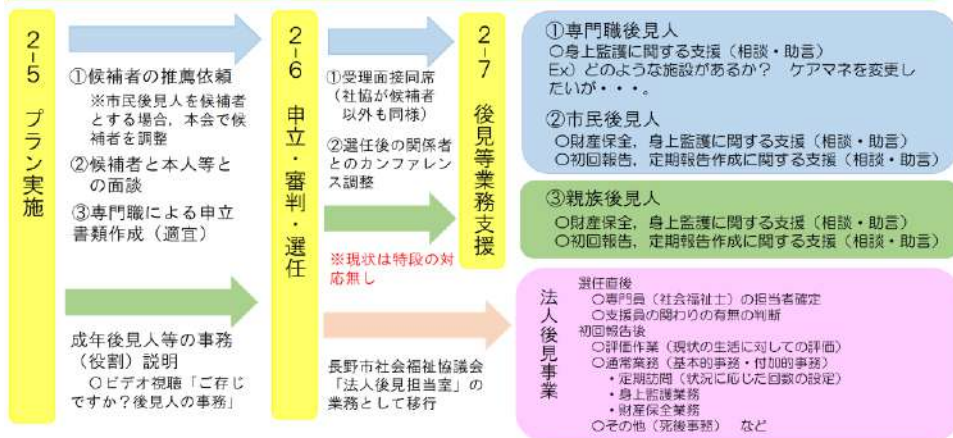 2-5 プラン実施
①候補者の推薦依頼
※市民後見人を候補者
とする場合，本会で候
補者を調整
②候補者と本人等と
の面談
③専門職による申立
書類作成（適宜）
成年後見人等の事務
（役割）説明
○ビデオ視聴「ご存じ
ですか？後見人の事務」
2-6 申立・審判・選任
①受理面接同席
（社協が候補者
以外も同様）
②選任後の関係者
とのカンファレン
ス調整
※現状は特段の対
応無し
長野市社会福祉協議会
「法人後見担当室」の
業務として移行
2-7 後見等業務支援
①専門職後見人
○身上監護に関する支援（相談・助言）
Ex）どのような施設があるか？ ケアマネを変更し
たいが・・・。
②市民後見人
○財産保全，身上監護に関する支援（相談・助言）
○初回報告，定期報告作成に関する支援（相談・助言）
③親族後見人
○財産保全，身上監護に関する支援（相談・助言）
○初回報告，定期報告作成に関する支援（相談・助言）
法人後見事業
選任直後
○専門員（社会福祉士）の担当者確定
○支援員の関わりの有無の判断
初回報告後
○評価作業（現状の生活に対しての評価）
○通常業務（基本的事務・付加的事務）
・定期訪問（状況に応じた回数の設定）
・身上監護業務
・財産保全業務
○その他（死後事務） など